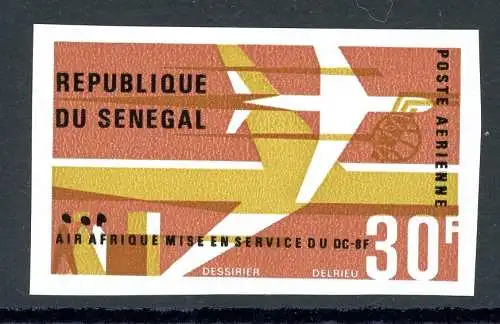 REPUBLIQUE
DU SENEGAL
POSTE AERIENNE
AIR AFRIQUE MISE EN SERVICE DU DC-8F
30F
DESSIRIER
DELRIEU